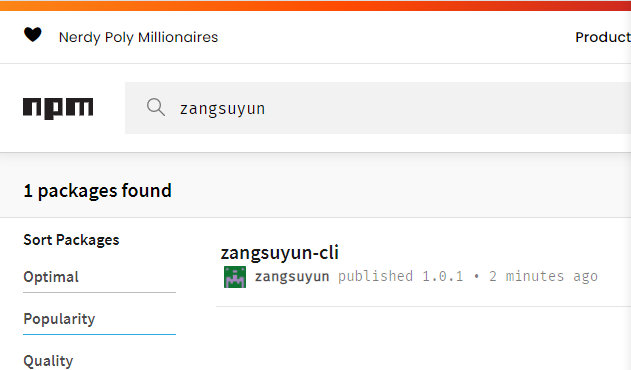 Nerdy Poly Millionaires
Product
npm
zangsuyun
1 packages found
Sort Packages
Optimal
Popularity
Quality
zangsuyun-cli
zangsuyun published 1.0.1 • 2 minutes ago